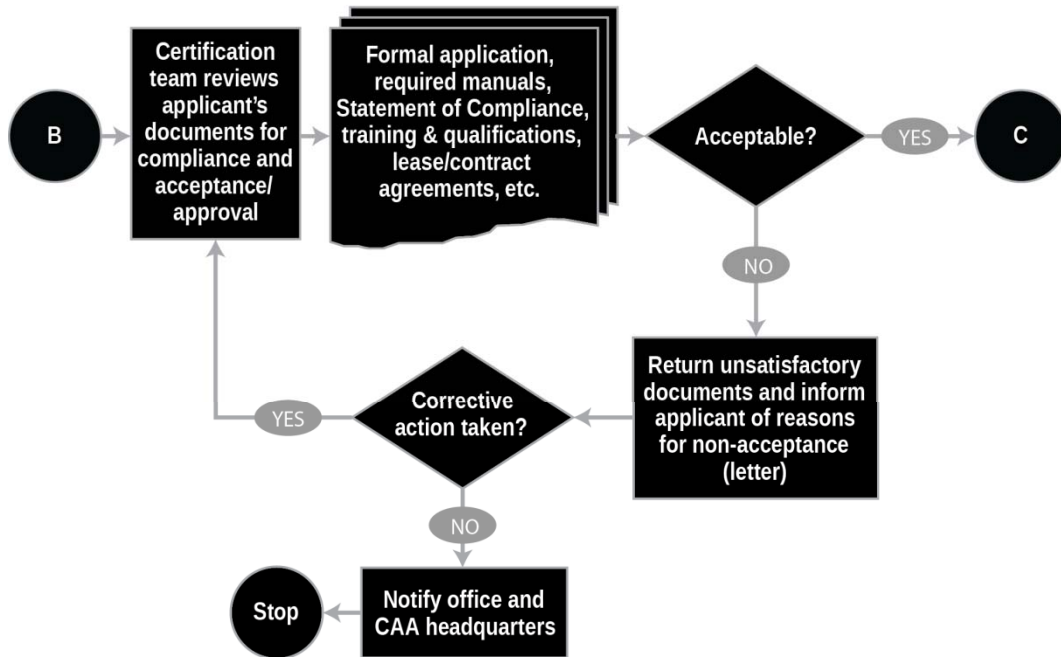 B
Certification
team reviews
applicant’s
documents for
compliance and
acceptance/
approval
Formal application,
required manuals,
Statement of Compliance,
training & qualifications,
lease/contract
agreements, etc.
Acceptable?
YES
C
NO
Return unsatisfactory
documents and inform
applicant of reasons
for non-acceptance
(letter)
Corrective
action taken?
YES
NO
Notify office and
CAA headquarters
Stop